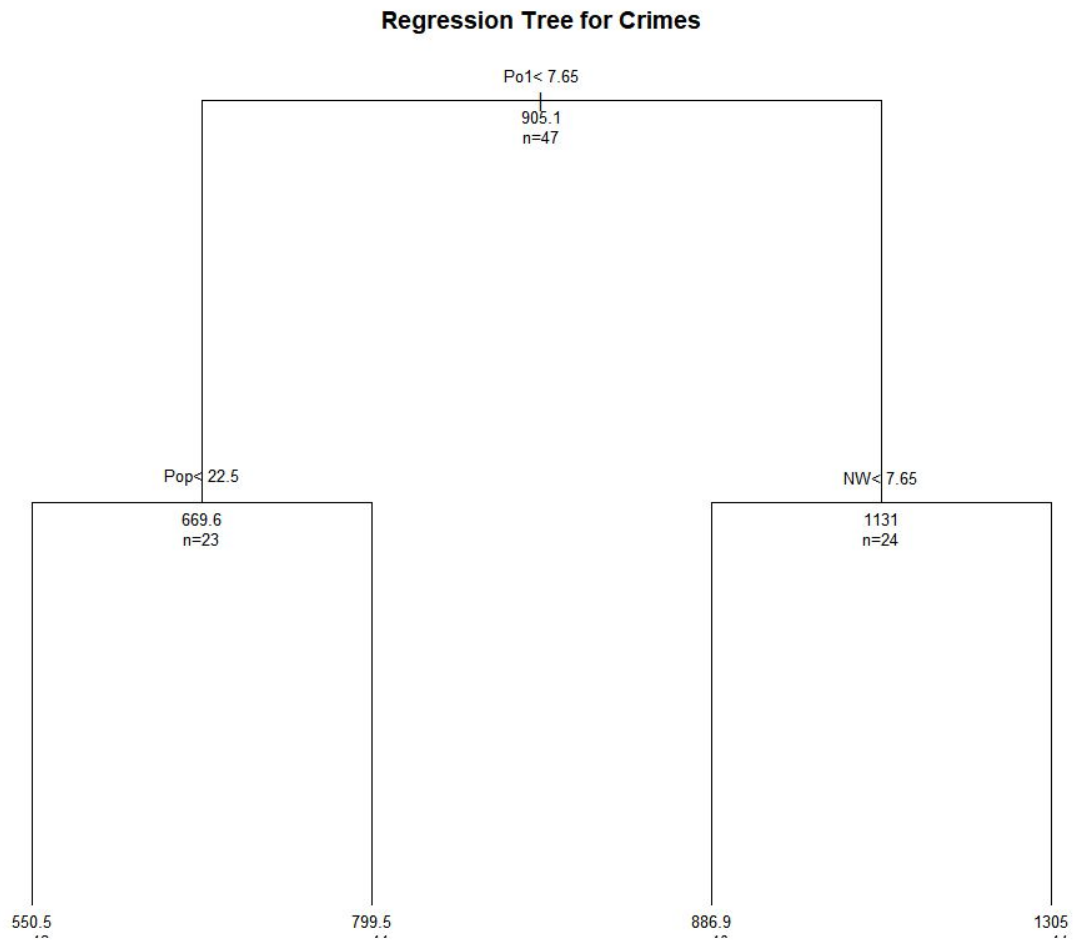 Regression Tree for Crimes
Po1< 7.65
905.1
n=47
Pop< 22.5
669.6
n=23
NW< 7.65
1131
n=24
550.5
799.5
886.9
1305